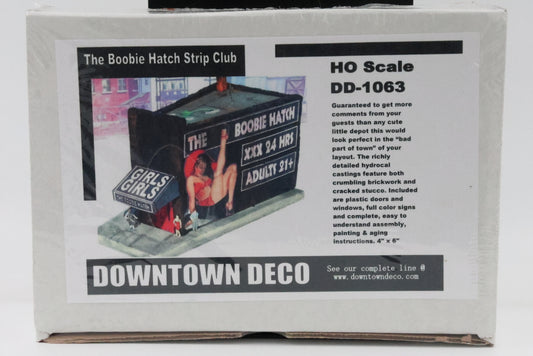 The Boobie Hatch Strip Club
HO Scale
DD-1063
Guaranteed to get more
comments from your
guests than any cute
little depot this would
look perfect in the "bad
part of town" of your
layout. The richly
detailed hydrocal
castings feature both
crumbling brickwork and
cracked stucco. Included
are plastic doors and
windows, full color signs
and complete, easy to
understand assembly,
painting & aging
instructions. 4" x 6"
THE
BOOBIE HATCH
XXX 24 HRS
ADULTS 21+
GIRLS
GIRLS
DOWNTOWN DECO
See our complete line @
www.downtowndeco.com